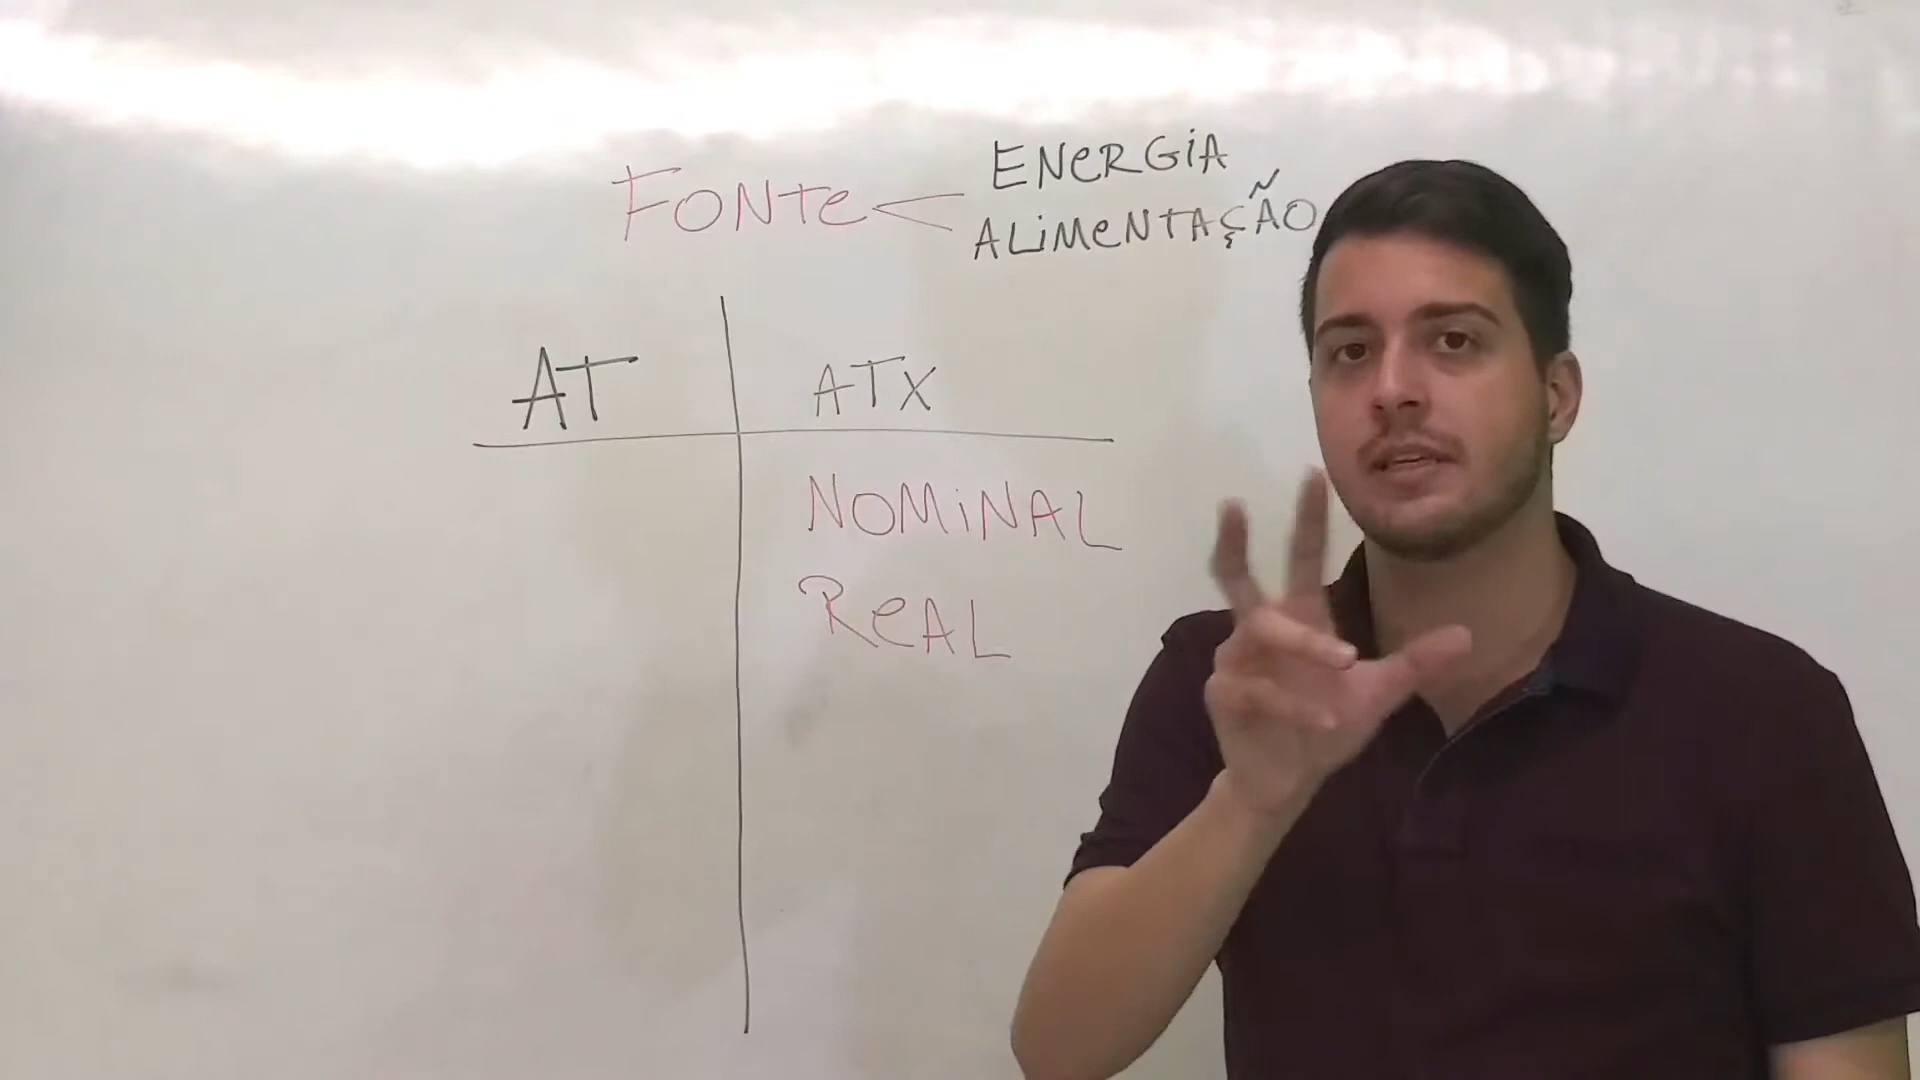 FONTe
ENeRGiA
ALiMeNTAÇÃO
AT
ATX
NOMiNAL
ReAL